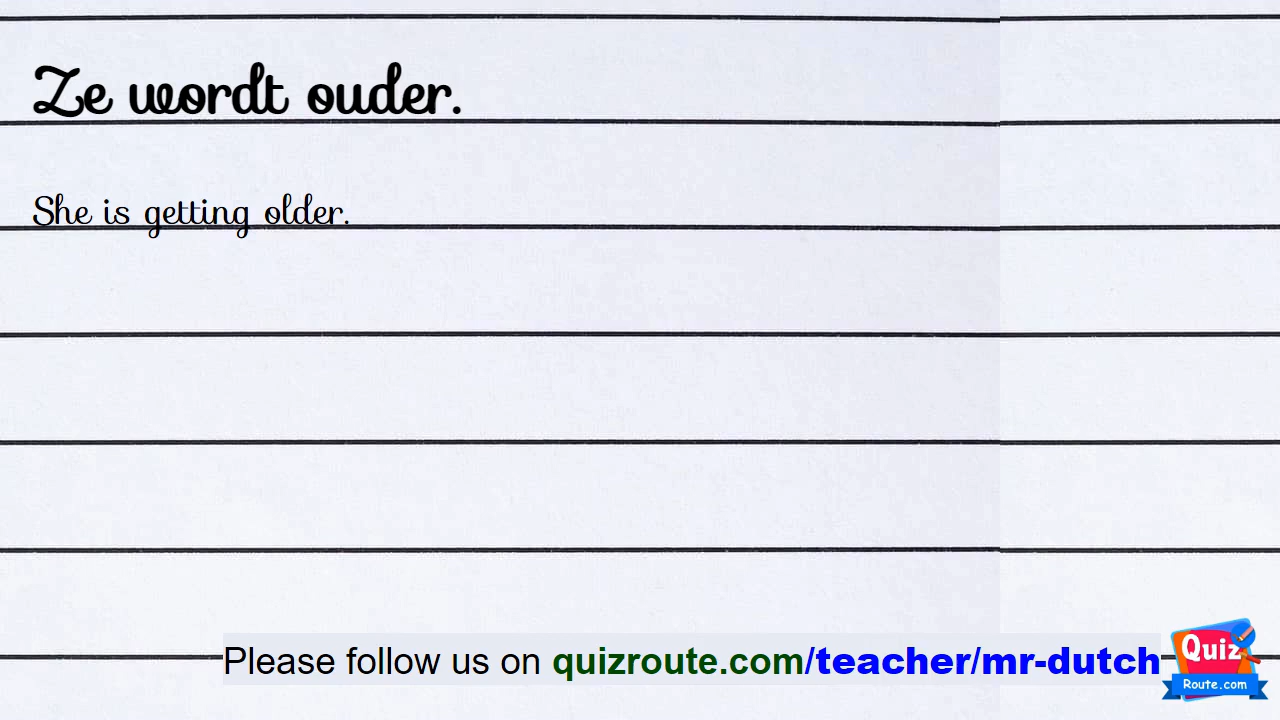 Ze wordt ouder.
She is getting older.
Please follow us on quizroute.com/teacher/mr-dutch
Quiz
Route.com